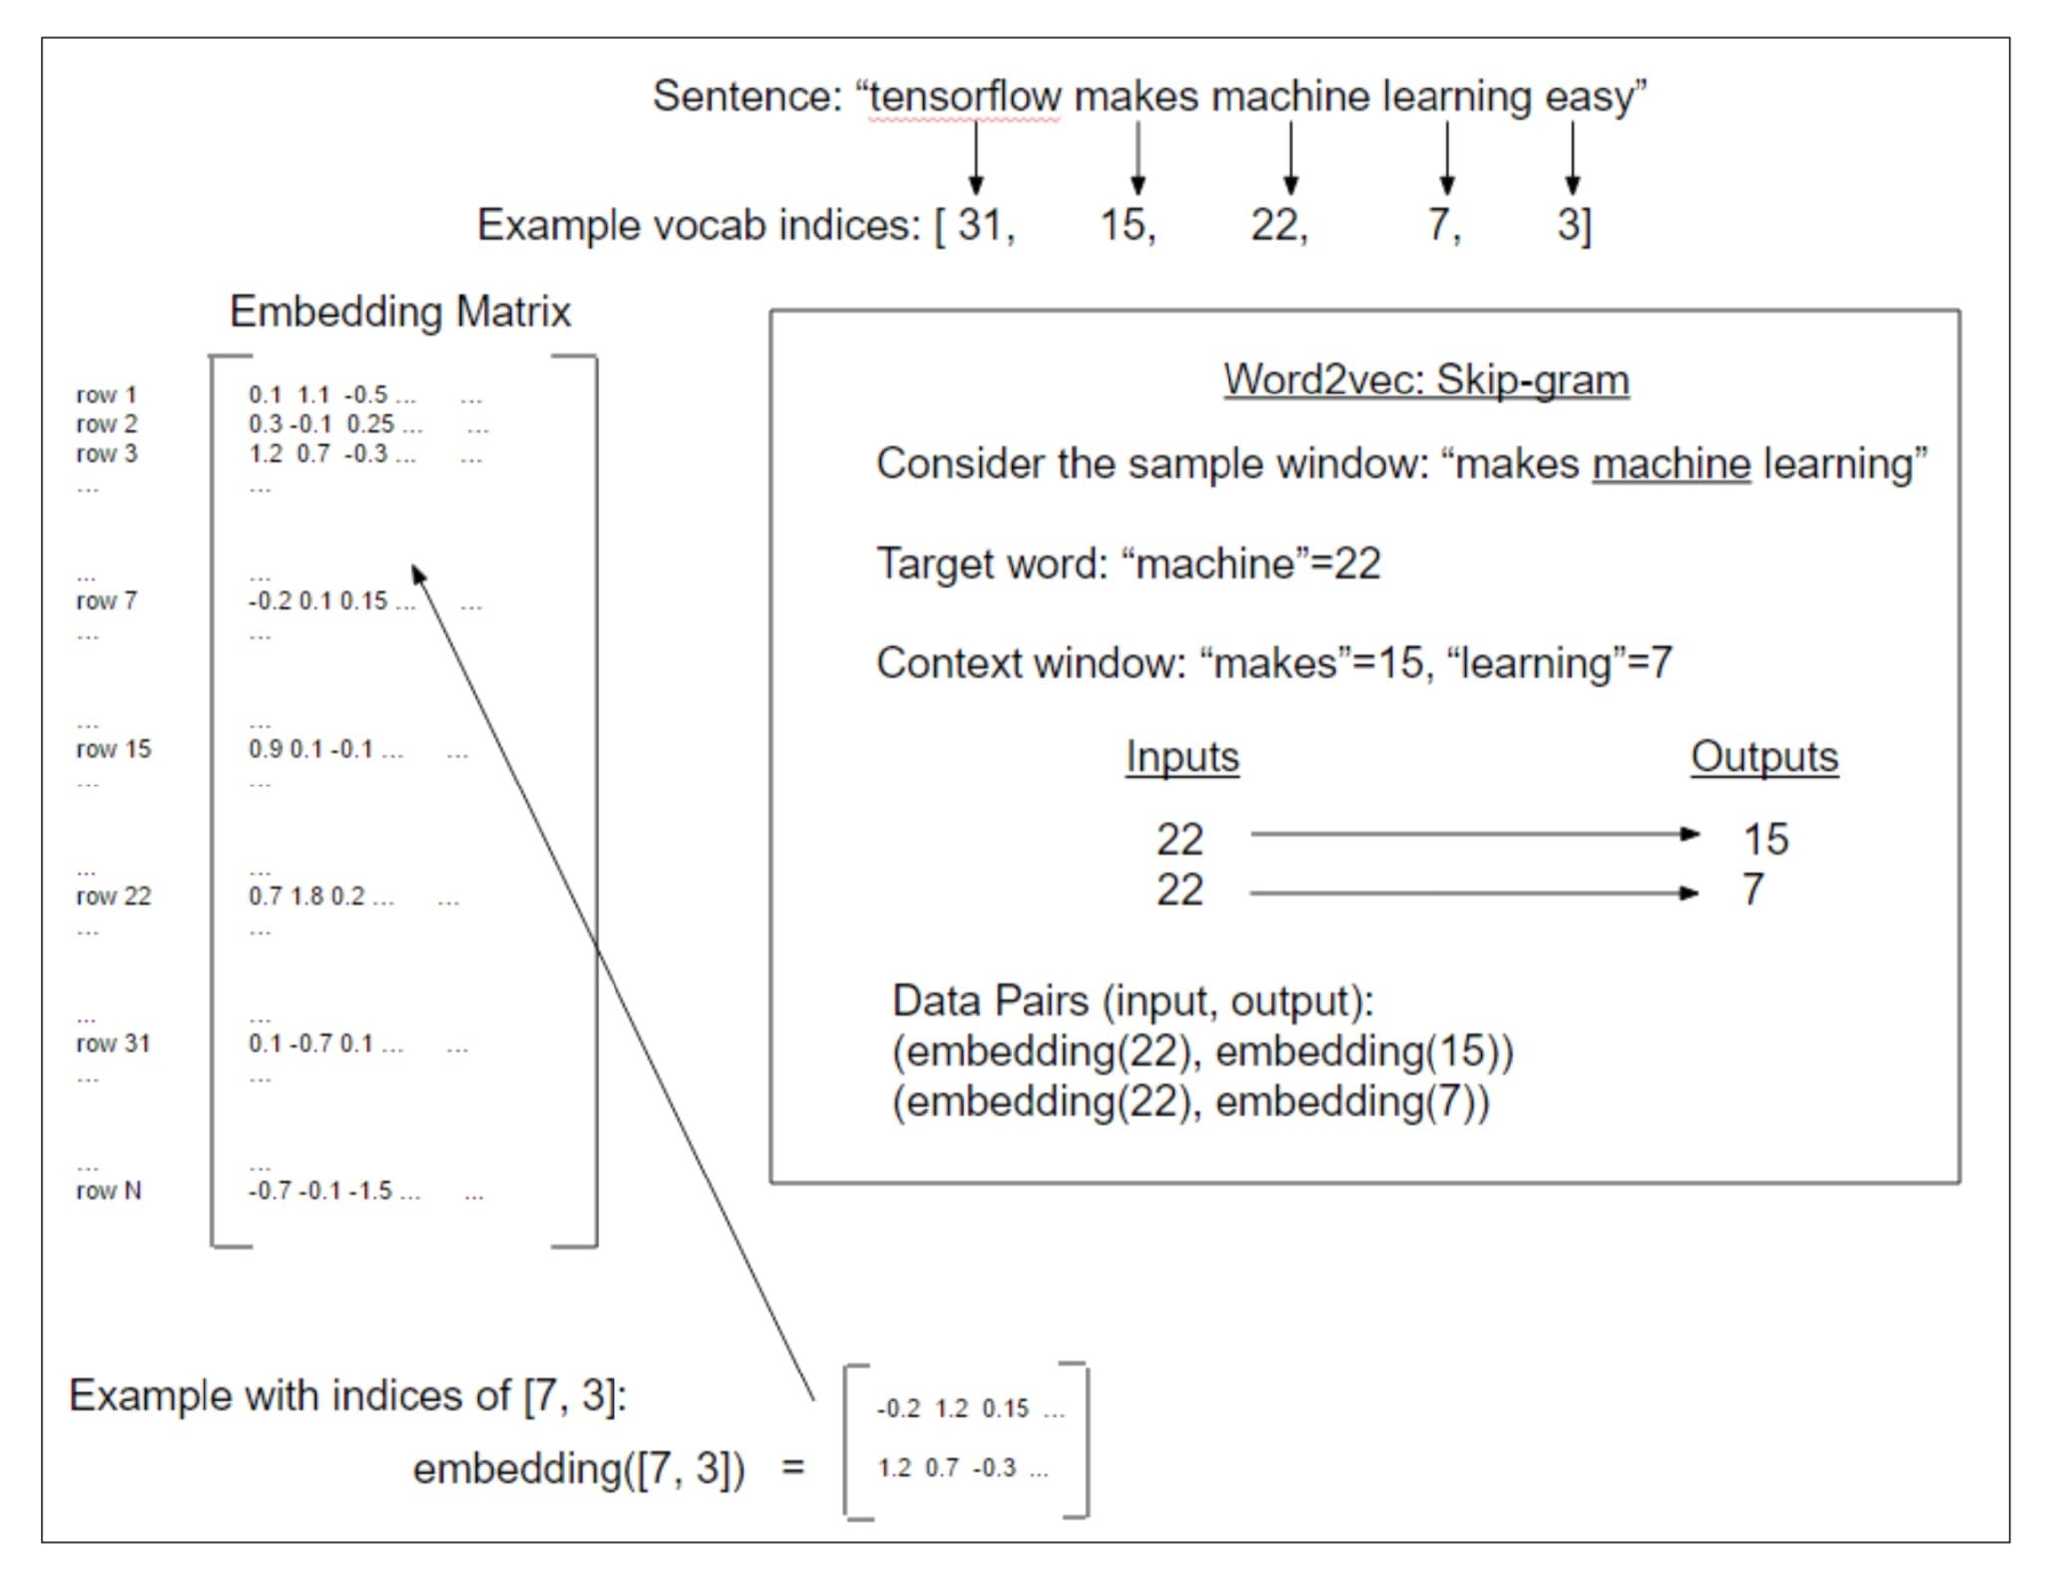 Sentence: “tensorflow makes machine learning easy”
Example vocab indices: [ 31, 15, 22, 7, 3]
Embedding Matrix
row 1 0.1 1.1 -0.5 ... ...
row 2 0.3 -0.1 0.25 ... ...
row 3 1.2 0.7 -0.3 ... ...
... ...
... ...
row 7 -0.2 0.1 0.15 ... ...
... ...
... ...
row 15 0.9 0.1 -0.1 ... ...
... ...
... ...
row 22 0.7 1.8 0.2 ... ...
... ...
... ...
row 31 0.1 -0.7 0.1 ... ...
... ...
... ...
row N -0.7 -0.1 -1.5 ... ...
Word2vec: Skip-gram
Consider the sample window: “makes machine learning”
Target word: “machine”=22
Context window: “makes”=15, “learning”=7
Inputs Outputs
22 15
22 7
Data Pairs (input, output):
(embedding(22), embedding(15))
(embedding(22), embedding(7))
Example with indices of [7, 3]:
-0.2 1.2 0.15 ...
embedding([7, 3]) = 1.2 0.7 -0.3 ...